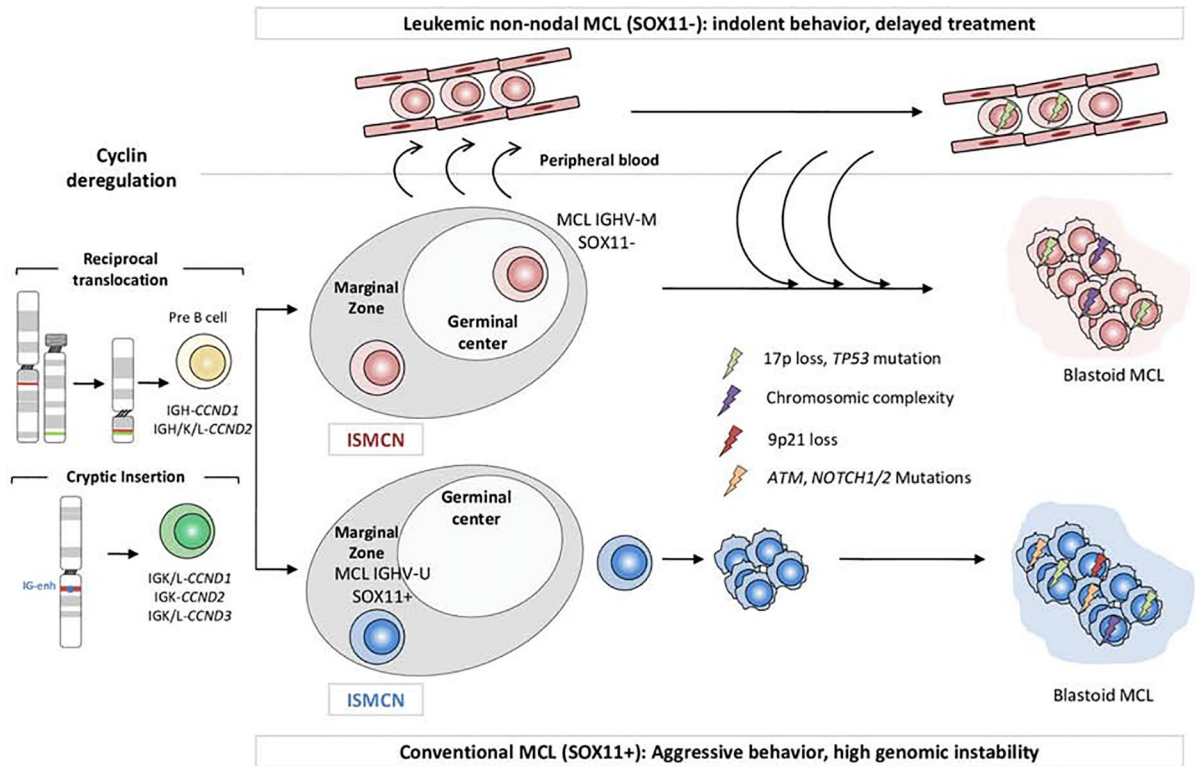 Leukemic non-nodal MCL (SOX11-): indolent behavior, delayed treatment
Cyclin
deregulation
Peripheral blood
MCL IGHV-M
SOX11-
Reciprocal
translocation
Pre B cell
IGH-CCND1
IGH/K/L-CCND2
Marginal
Zone
Germinal
center
ISMCN
17p loss, TP53 mutation
Chromosomic complexity
9p21 loss
ATM, NOTCH1/2 Mutations
Blastoid MCL
Cryptic Insertion
IG-enh
IGK/L-CCND1
IGK-CCND2
IGK/L-CCND3
Germinal
center
Marginal
Zone
MCL IGHV-U
SOX11+
ISMCN
Blastoid MCL
Conventional MCL (SOX11+): Aggressive behavior, high genomic instability